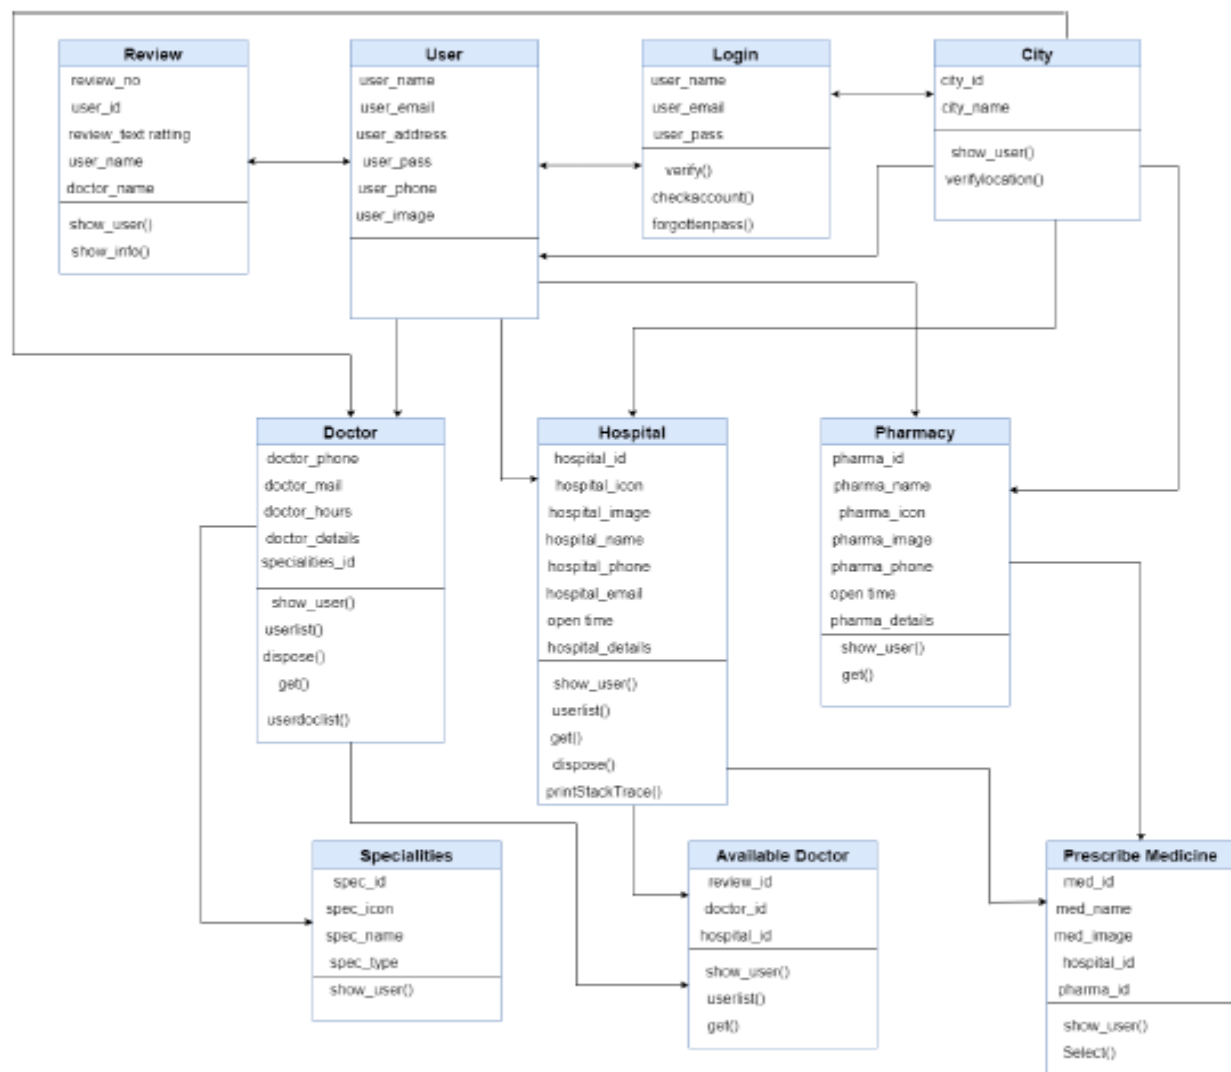 Review
review_no
user_id
review_text ratting
user_name
doctor_name
show_user()
show_info()
User
user_name
user_email
user_address
user_pass
user_phone
user_image
Login
user_name
user_email
user_pass
verify()
checkaccount()
forgottenpass()
City
city_id
city_name
show_user()
verifylocation()
Doctor
doctor_phone
doctor_mail
doctor_hours
doctor_details
specialities_id
show_user()
userlist()
dispose()
get()
userdoclist()
Hospital
hospital_id
hospital_icon
hospital_image
hospital_name
hospital_phone
hospital_email
open time
hospital_details
show_user()
userlist()
get()
dispose()
printStackTrace()
Pharmacy
pharma_id
pharma_name
pharma_icon
pharma_image
pharma_phone
open time
pharma_details
show_user()
get()
Specialities
spec_id
spec_icon
spec_name
spec_type
show_user()
Available Doctor
review_id
doctor_id
hospital_id
show_user()
userlist()
get()
Prescribe Medicine
med_id
med_name
med_image
hospital_id
pharma_id
show_user()
Select()